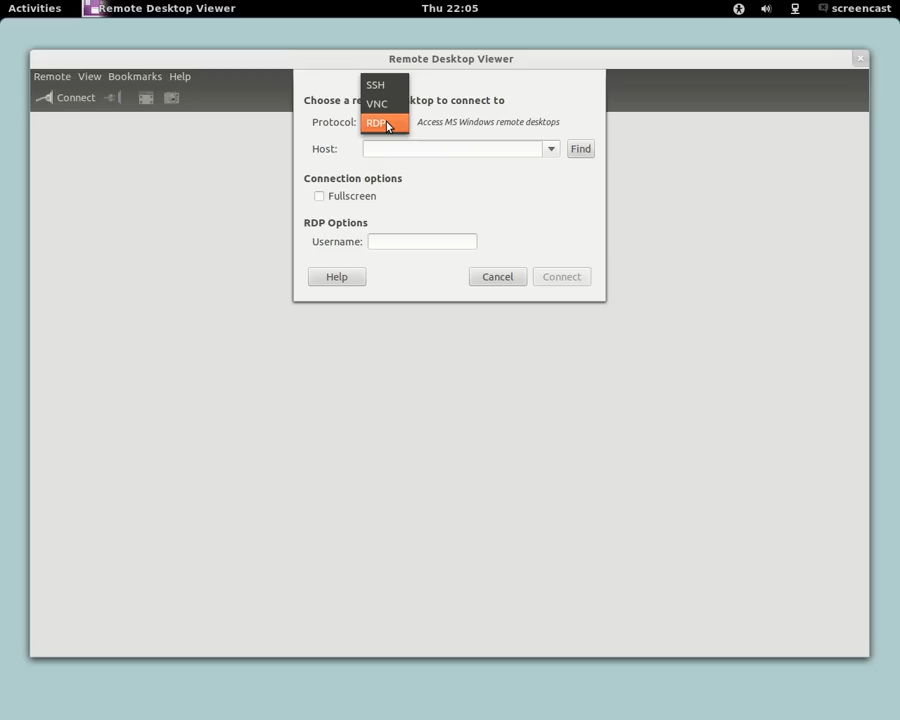 Activities Remote Desktop Viewer Thu 22:05 screencast
Remote Desktop Viewer
Remote View Bookmarks Help
Connect
SSH
Choose a re ktop to connect to
VNC
Protocol: RDP Access MS Windows remote desktops
Host: Find
Connection options
Fullscreen
RDP Options
Username:
Help Cancel Connect